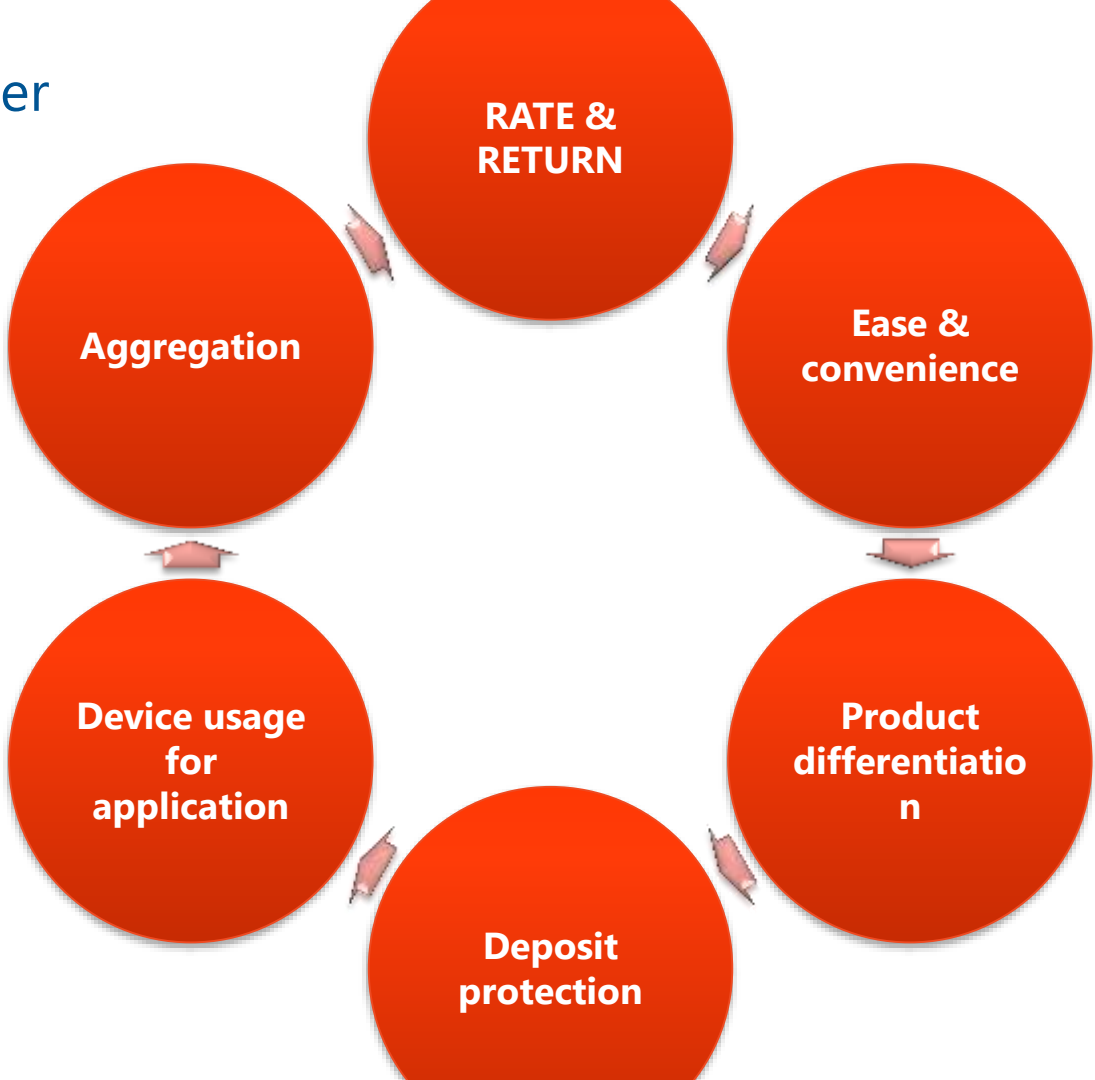 er
RATE &
RETURN
Ease &
convenience
Product
differentiatio
n
Deposit
protection
Device usage
for
application
Aggregation